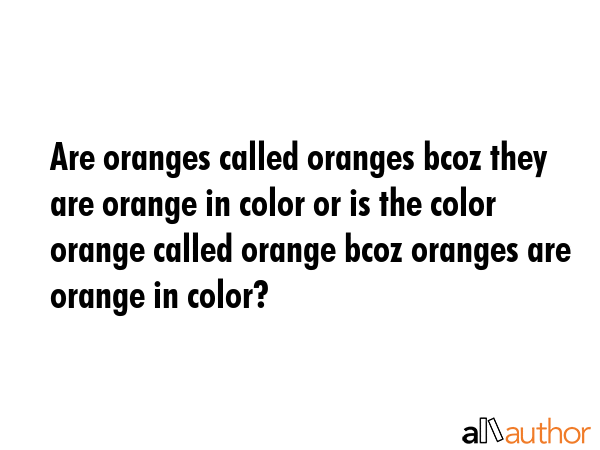 Are oranges called oranges bcoz they
are orange in color or is the color
orange called orange bcoz oranges are
orange in color?
allauthor